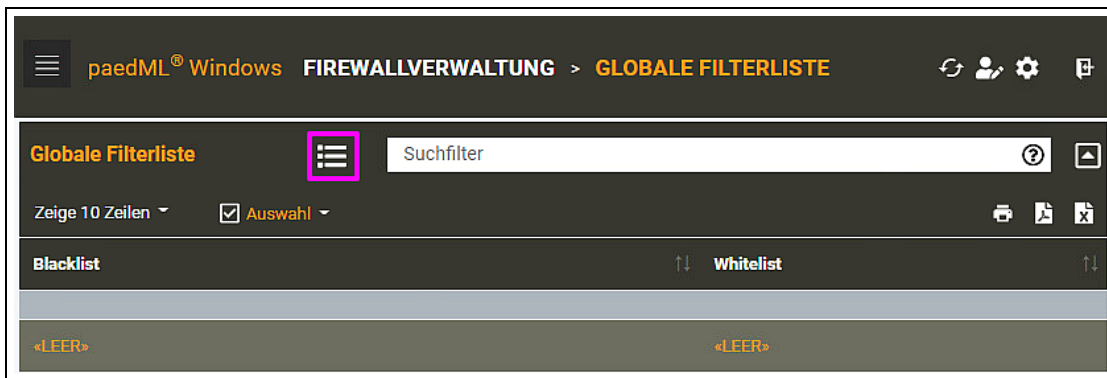 paedML® Windows FIREWALLVERWALTUNG > GLOBALE FILTERLISTE
Globale Filterliste Suchfilter
Zeige 10 Zeilen Auswahl
Blacklist Whitelist
«LEER» «LEER»